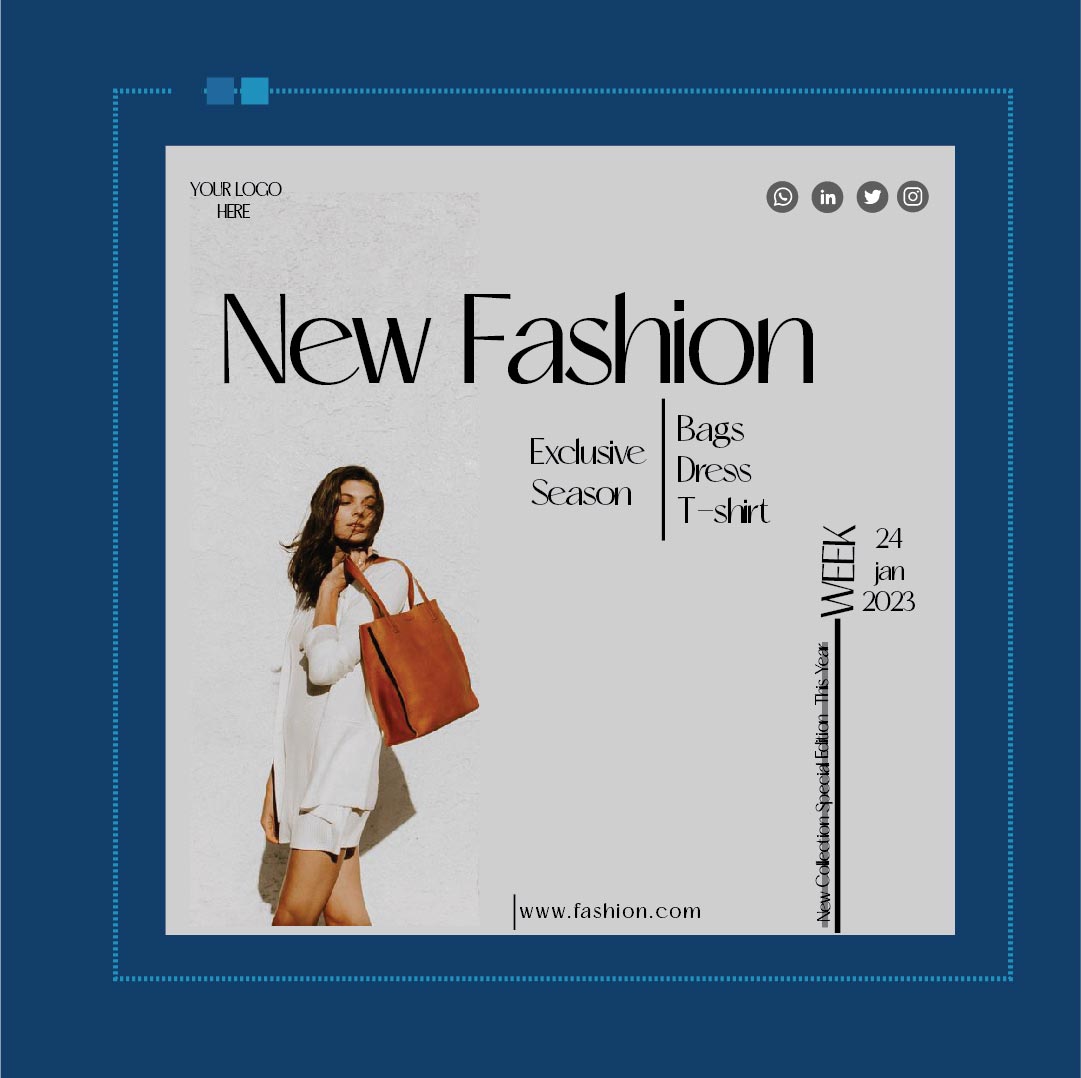 YOUR LOGO
HERE
New Fashion
Exclusive
Season
Bags
Dress
T-shirt
WEEK
24
jan
2023
New Collection Special Edition This Year
www.fashion.com